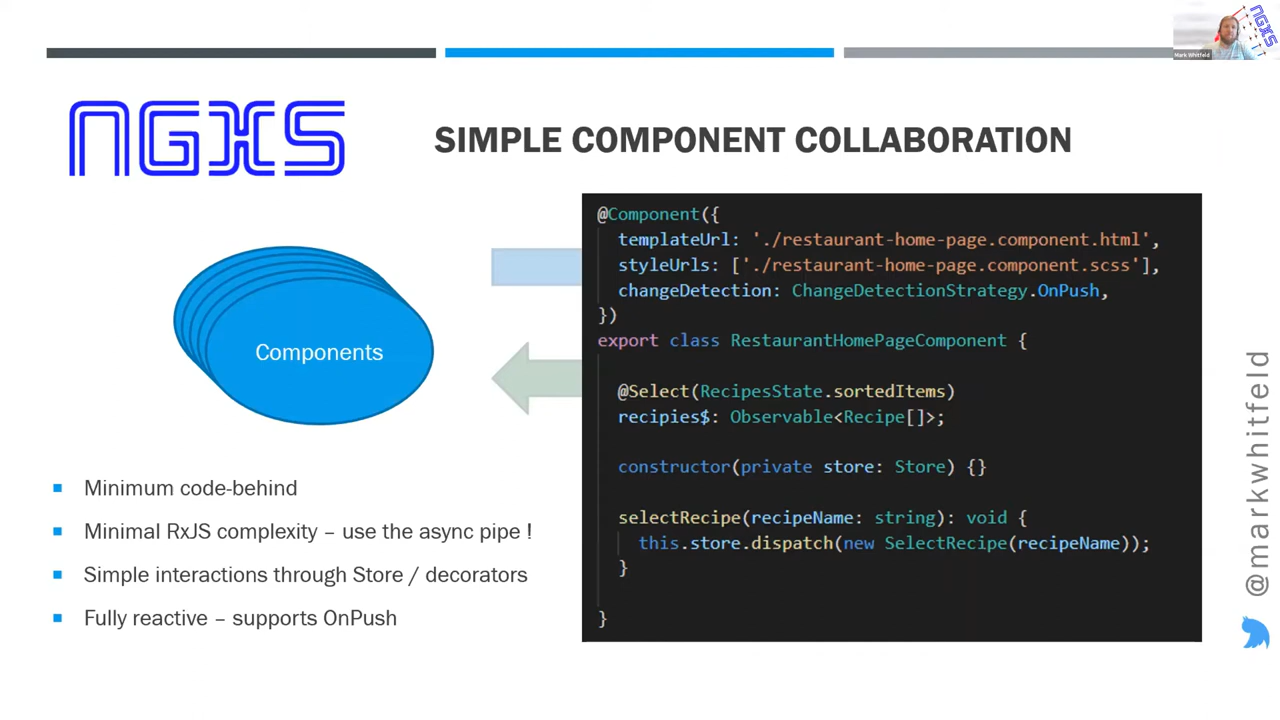 NGXS
SIMPLE COMPONENT COLLABORATION
Mark Whitfeld
NGXS
Components
Minimum code-behind
Minimal RxJS complexity – use the async pipe !
Simple interactions through Store / decorators
Fully reactive – supports OnPush
@Component({
templateUrl: './restaurant-home-page.component.html',
styleUrls: ['./restaurant-home-page.component.scss'],
changeDetection: ChangeDetectionStrategy.OnPush,
})
export class RestaurantHomePageComponent {
@Select(RecipesState.sortedItems)
recipies$: Observable<Recipe[]>;
constructor(private store: Store) {}
selectRecipe(recipeName: string): void {
this.store.dispatch(new SelectRecipe(recipeName));
}
}
@markwhitfeld